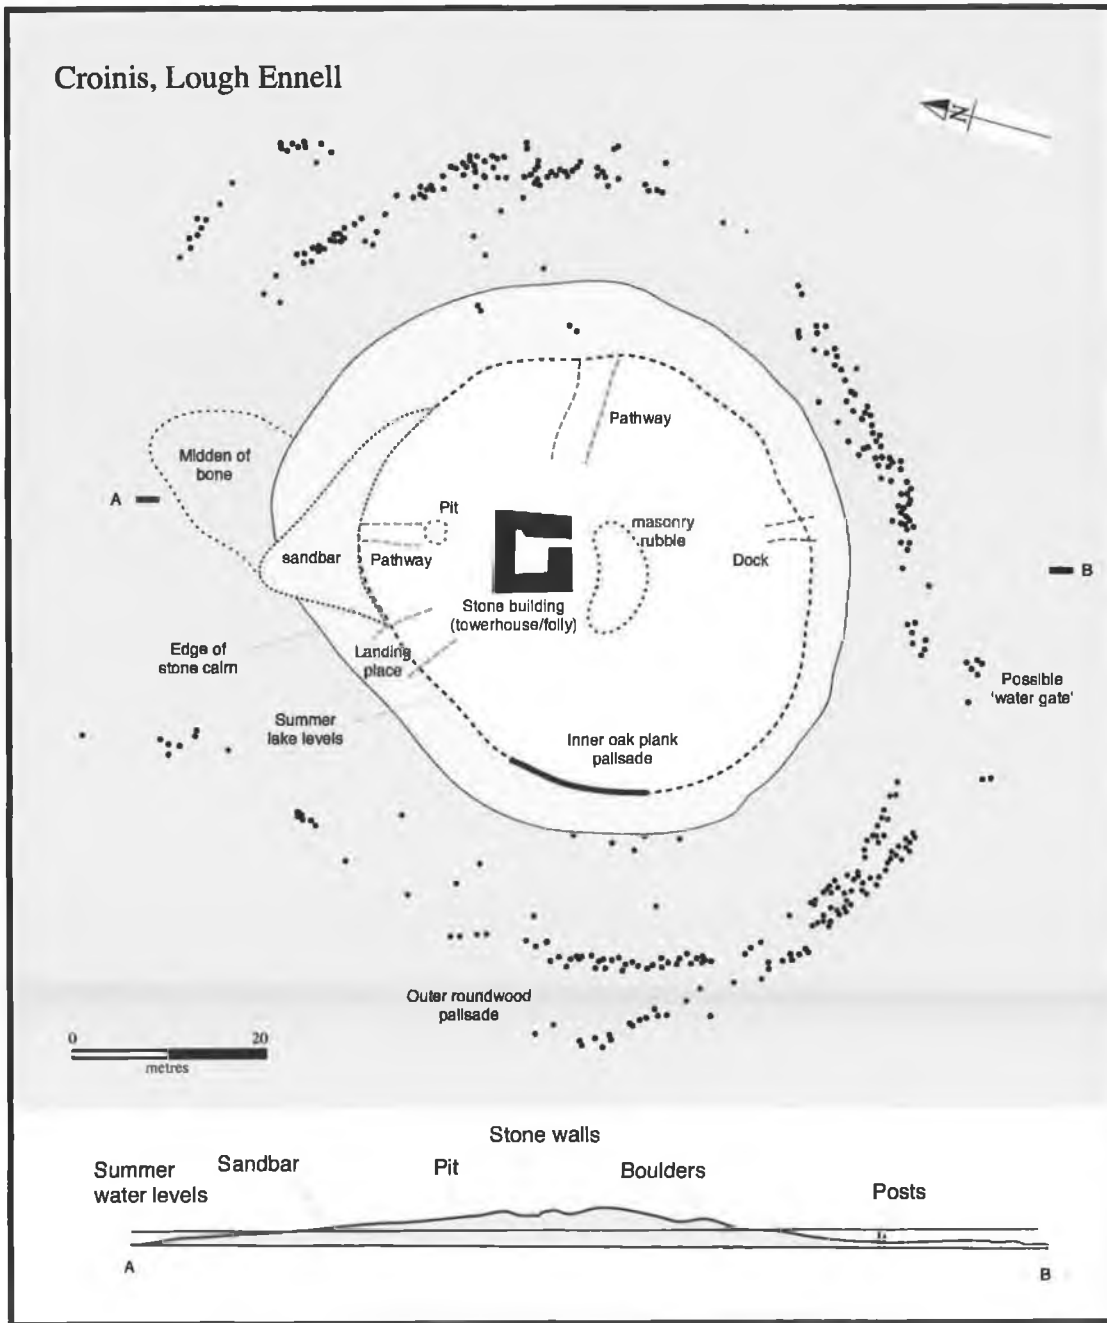 Croinis, Lough Ennell
N
Pathway
Midden of
bone
A
Pit
masonry
rubble
sandbar
Pathway
Dock
B
Stone building
(towerhouse/folly)
Edge of
stone cairn
Landing
place
Possible
'water gate'
Summer
lake levels
Inner oak plank
palisade
Outer roundwood
palisade
0
20
metres
Stone walls
Summer
water levels
Sandbar
Pit
Boulders
Posts
A
B